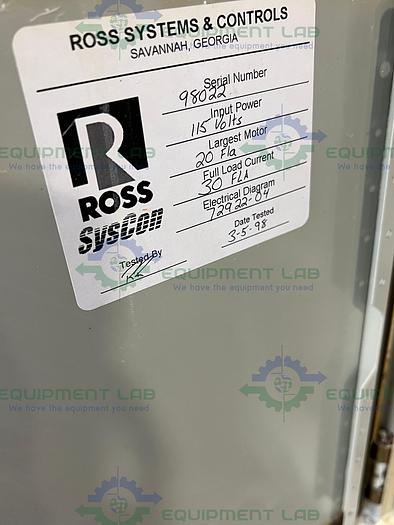 ROSS SYSTEMS & CONTROLS
SAVANNAH, GEORGIA
Serial Number
98022
Input Power
115 Volts
Largest Motor
20 Fla
Full Load Current
30 FLA
Electrical Diagram
72922-04
Date Tested
3-5-98
Tested By
R
ROSS
SysCon
EQUIPMENT LAB
We have the equipment you need